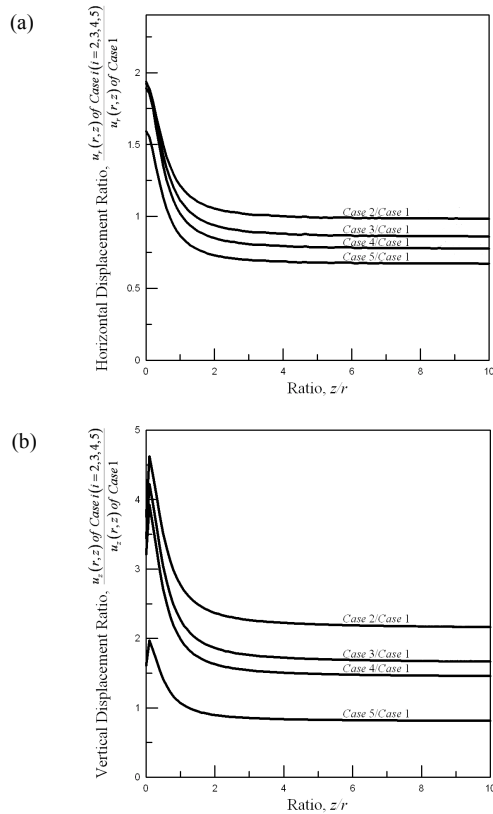 (a)
Horizontal Displacement Ratio, u_r(r,z) of Case i(i=2,3,4,5) / u_r(r,z) of Case 1
2
1.5
1
0.5
0
Case 2/Case 1
Case 3/Case 1
Case 4/Case 1
Case 5/Case 1
0 2 4 6 8 10
Ratio, z/r
(b)
Vertical Displacement Ratio, u_z(r,z) of Case i(i=2,3,4,5) / u_z(r,z) of Case 1
5
4
3
2
1
0
Case 2/Case 1
Case 3/Case 1
Case 4/Case 1
Case 5/Case 1
0 2 4 6 8 10
Ratio, z/r